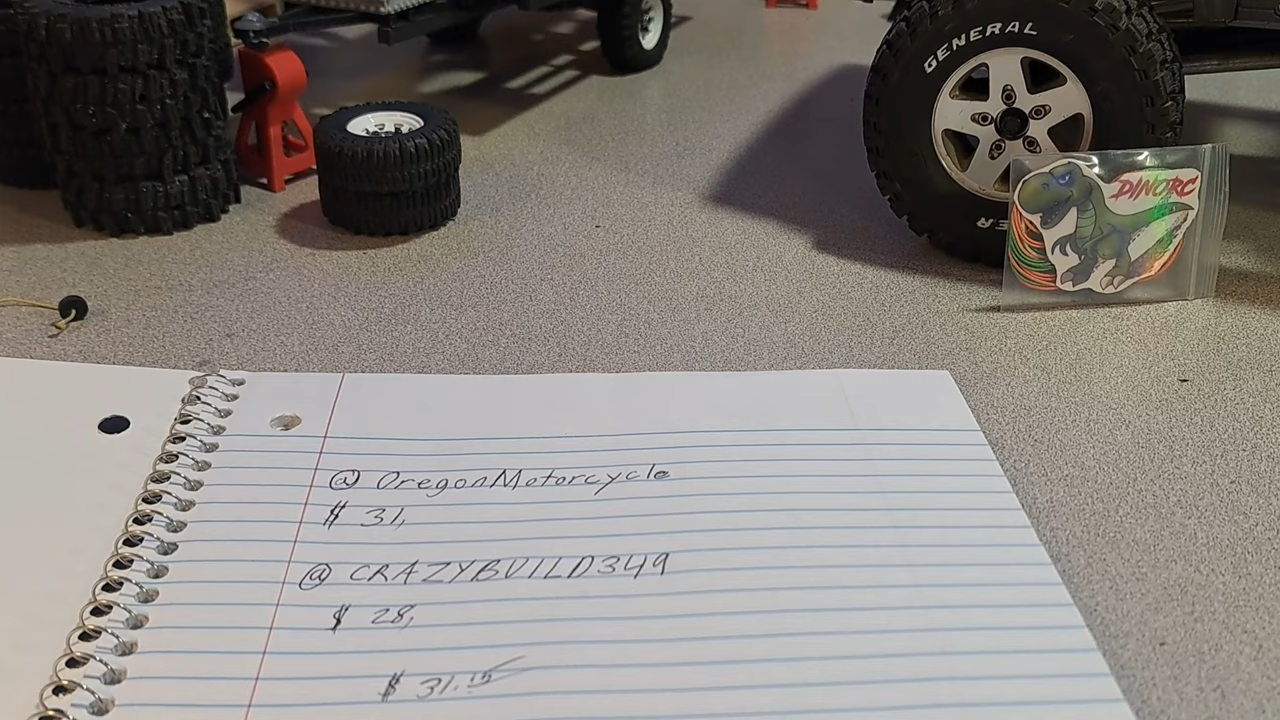 GENERAL
DINORC
@ OregonMotorcycle
$ 31,
@ CRAZYBUILD349
$ 28,
$ 31.15